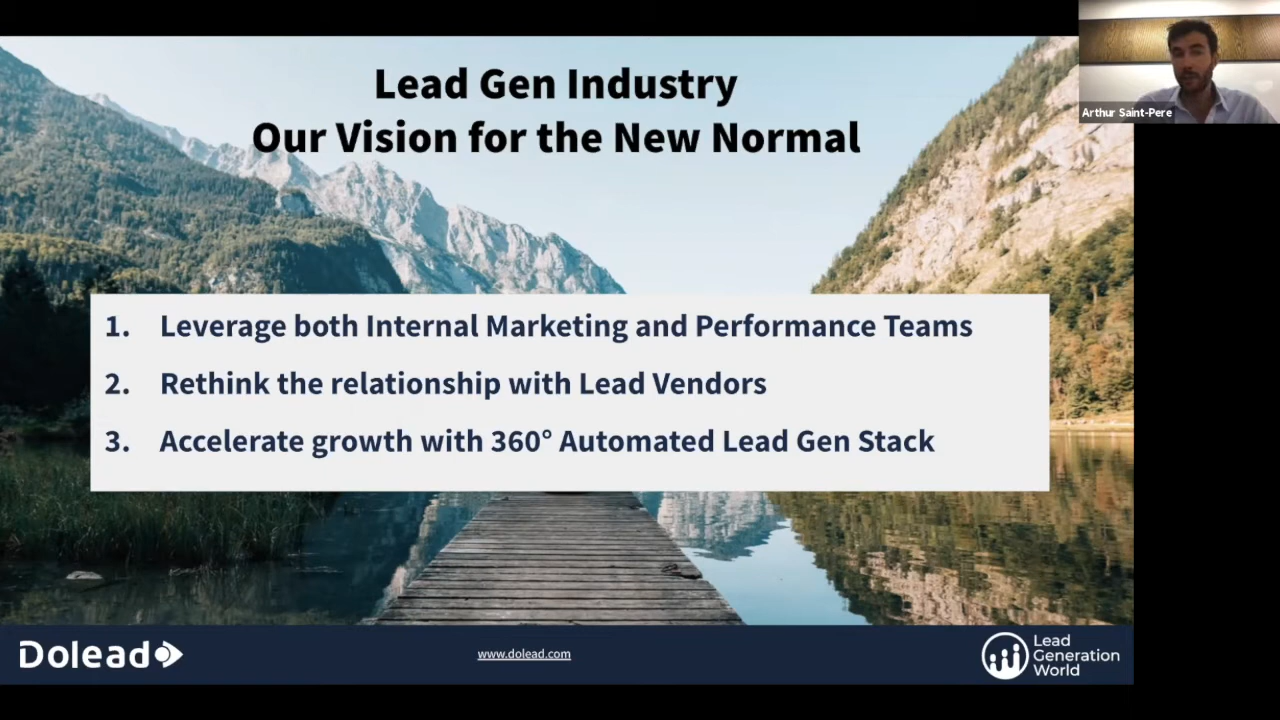 Lead Gen Industry
Our Vision for the New Normal
Arthur Saint-Pere
1. Leverage both Internal Marketing and Performance Teams
2. Rethink the relationship with Lead Vendors
3. Accelerate growth with 360° Automated Lead Gen Stack
Dolead
www.dolead.com
Lead
Generation
World